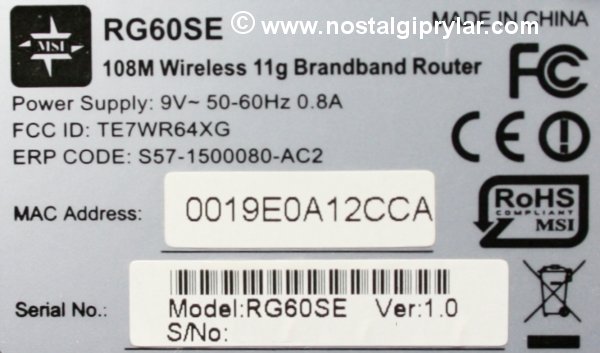 © www.nostalgiprylar.com
MSI
RG60SE
MADE IN CHINA
108M Wireless 11g Brandband Router
FC
Power Supply: 9V~ 50-60Hz 0.8A
FCC ID: TE7WR64XG
CE
ERP CODE: S57-1500080-AC2
MAC Address: 0019E0A12CCA
RoHS
COMPLIANT
MSI
Serial No.:
Model:RG60SE Ver:1.0
S/No: